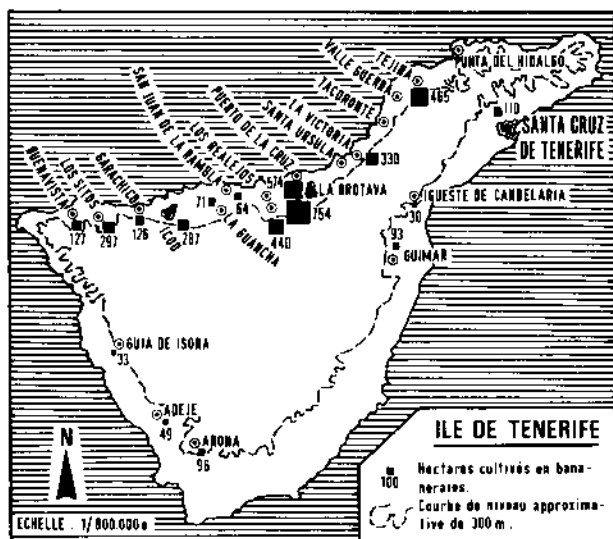 PUNTA DEL HIDALGO
TEJINA
VALLE GUERRA
TACORONTE
465
LA VICTORIA
SANTA URSULA
330
110
SANTA CRUZ
DE TENERIFE
PUERTO DE LA CRUZ
LOS REALEJOS
SAN JUAN DE LA RAMBLA
574
LA OROTAVA
754
440
GARACHICO
LOS SILOS
BUENAVISTA
71
64
LA GUANCHA
ICOD
287
126
297
127
IGUESTE DE CANDELARIA
30
93
GUIMAR
GUIA DE ISORA
33
ADEJE
49
ARONA
96
N
ECHELLE : 1/800.000e
ILE DE TENERIFE
100
Hectares cultivés en bana-
neraies.
Courbe de niveau approxima-
tive de 300 m.